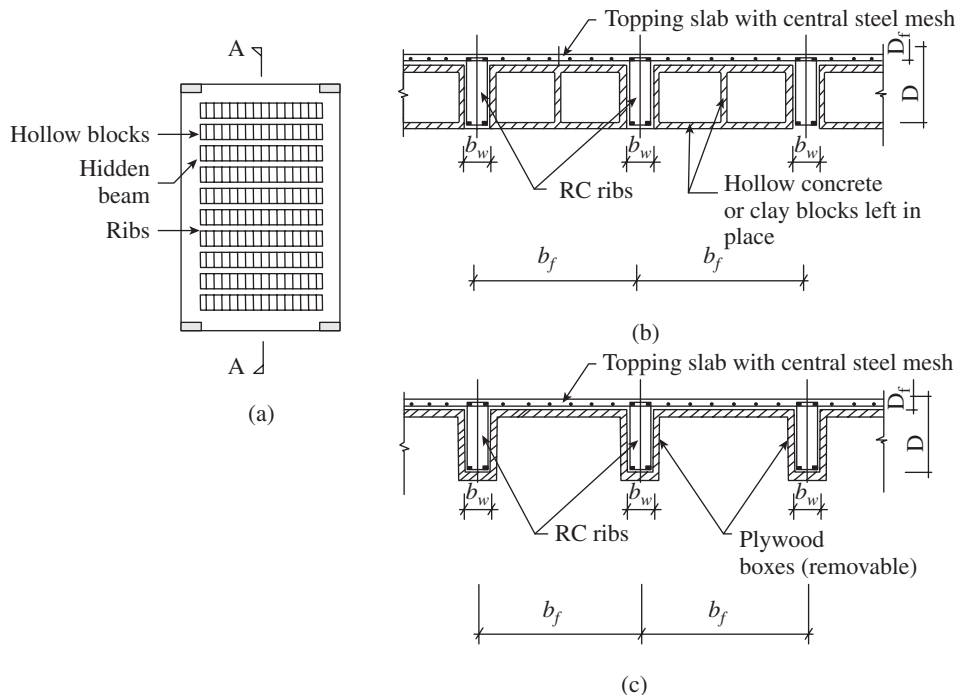 A
Hollow blocks
Hidden
beam
Ribs
A
(a)
Topping slab with central steel mesh
D_f
D
b_w
b_w
b_w
RC ribs
Hollow concrete
or clay blocks left in
place
b_f
b_f
(b)
Topping slab with central steel mesh
D_f
D
b_w
b_w
b_w
RC ribs
Plywood
boxes (removable)
b_f
b_f
(c)